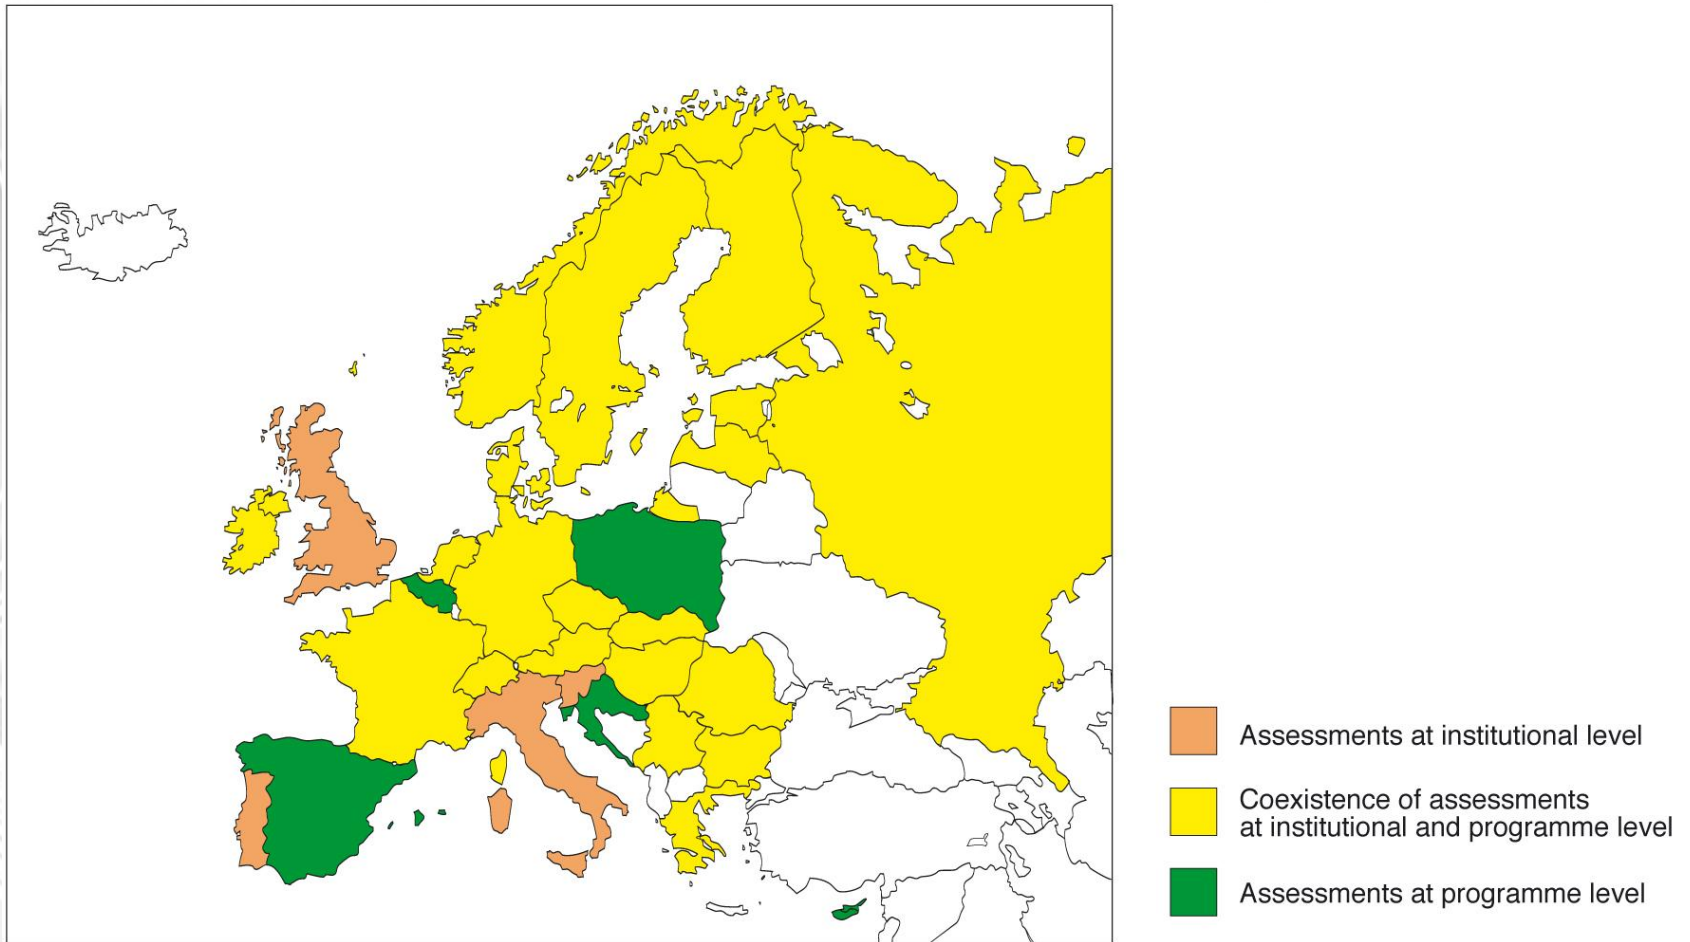 Assessments at institutional level
Coexistence of assessments
at institutional and programme level
Assessments at programme level